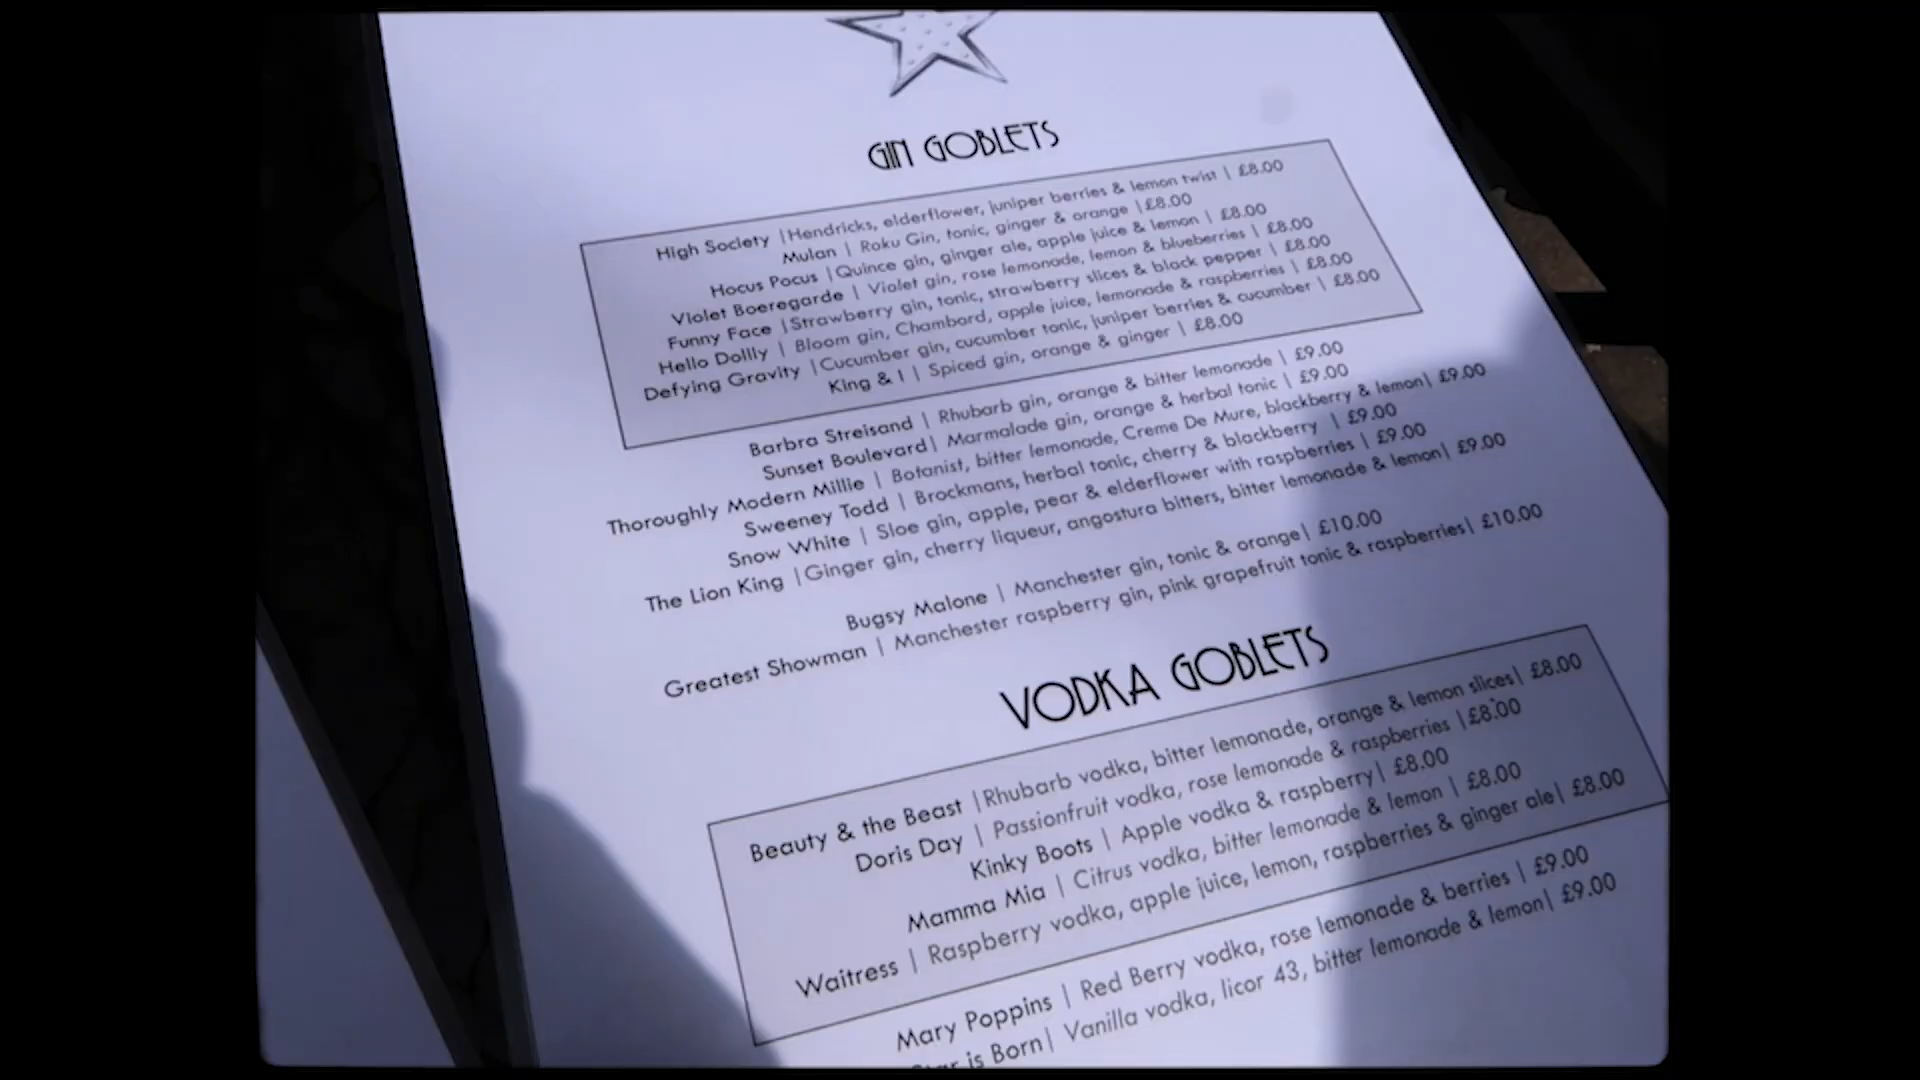 GIN GOBLETS
High Society | Hendricks, elderflower, juniper berries & lemon twist | £8.00
Mulan | Roku Gin, tonic, ginger & orange | £8.00
Hocus Pocus | Quince gin, ginger ale, apple juice & lemon | £8.00
Violet Boeregarde | Violet gin, rose lemonade, lemon & blueberries | £8.00
Funny Face | Strawberry gin, tonic, strawberry slices & black pepper | £8.00
Hello Dollly | Bloom gin, Chambord, apple juice, lemonade & raspberries | £8.00
Defying Gravity | Cucumber gin, cucumber tonic, juniper berries & cucumber | £8.00
King & I | Spiced gin, orange & ginger | £8.00
Barbra Streisand | Rhubarb gin, orange & bitter lemonade | £9.00
Sunset Boulevard | Marmalade gin, orange & herbal tonic | £9.00
Thoroughly Modern Millie | Botanist, bitter lemonade, Creme De Mure, blackberry & lemon | £9.00
Sweeney Todd | Brockmans, herbal tonic, cherry & blackberry | £9.00
Snow White | Sloe gin, apple, pear & elderflower with raspberries | £9.00
The Lion King | Ginger gin, cherry liqueur, angostura bitters, bitter lemonade & lemon | £9.00
Bugsy Malone | Manchester gin, tonic & orange | £10.00
Greatest Showman | Manchester raspberry gin, pink grapefruit tonic & raspberries | £10.00
VODKA GOBLETS
Beauty & the Beast | Rhubarb vodka, bitter lemonade, orange & lemon slices | £8.00
Doris Day | Passionfruit vodka, rose lemonade & raspberries | £8.00
Kinky Boots | Apple vodka & raspberry | £8.00
Mamma Mia | Citrus vodka, bitter lemonade & lemon | £8.00
Waitress | Raspberry vodka, apple juice, lemon, raspberries & ginger ale | £8.00
Mary Poppins | Red Berry vodka, rose lemonade & berries | £9.00
Star is Born | Vanilla vodka, licor 43, bitter lemonade & lemon | £9.00